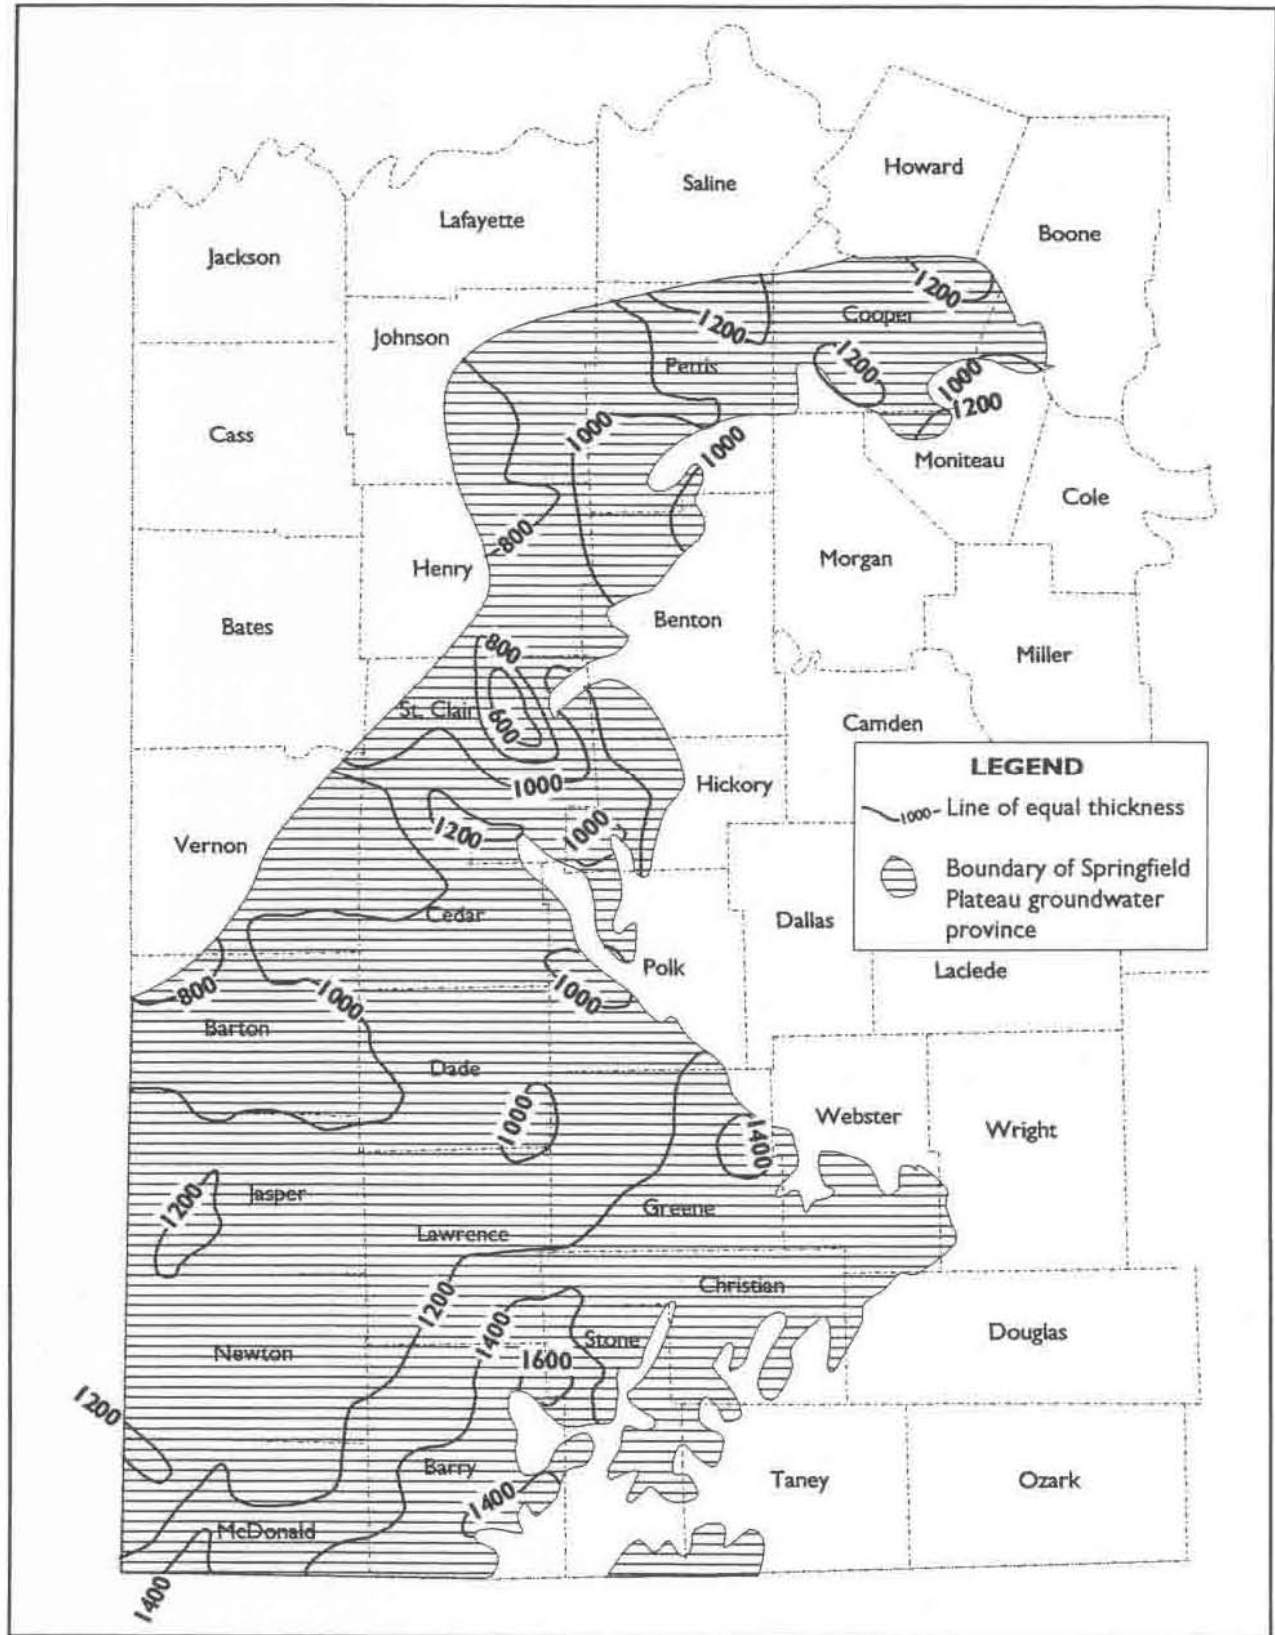 Howard
Saline
Lafayette
Boone
Jackson
1200
Cooper
1200
Johnson
1200
Pettis
1000
1200
1000
Cass
1000
Moniteau
Cole
800
Morgan
Henry
Benton
Bates
800
Miller
St. Clair
600
Camden
LEGEND
1000
Hickory
1000 Line of equal thickness
1200
1000
Vernon
Boundary of Springfield
Plateau groundwater
province
Cedar
Dallas
Polk
Laclede
800
1000
1000
Barton
Dade
1000
Webster
Wright
1400
1200
Jasper
Greene
Lawrence
Christian
1200
1400
Stone
Douglas
Newton
1600
1200
Barry
Taney
Ozark
1400
McDonald
1400